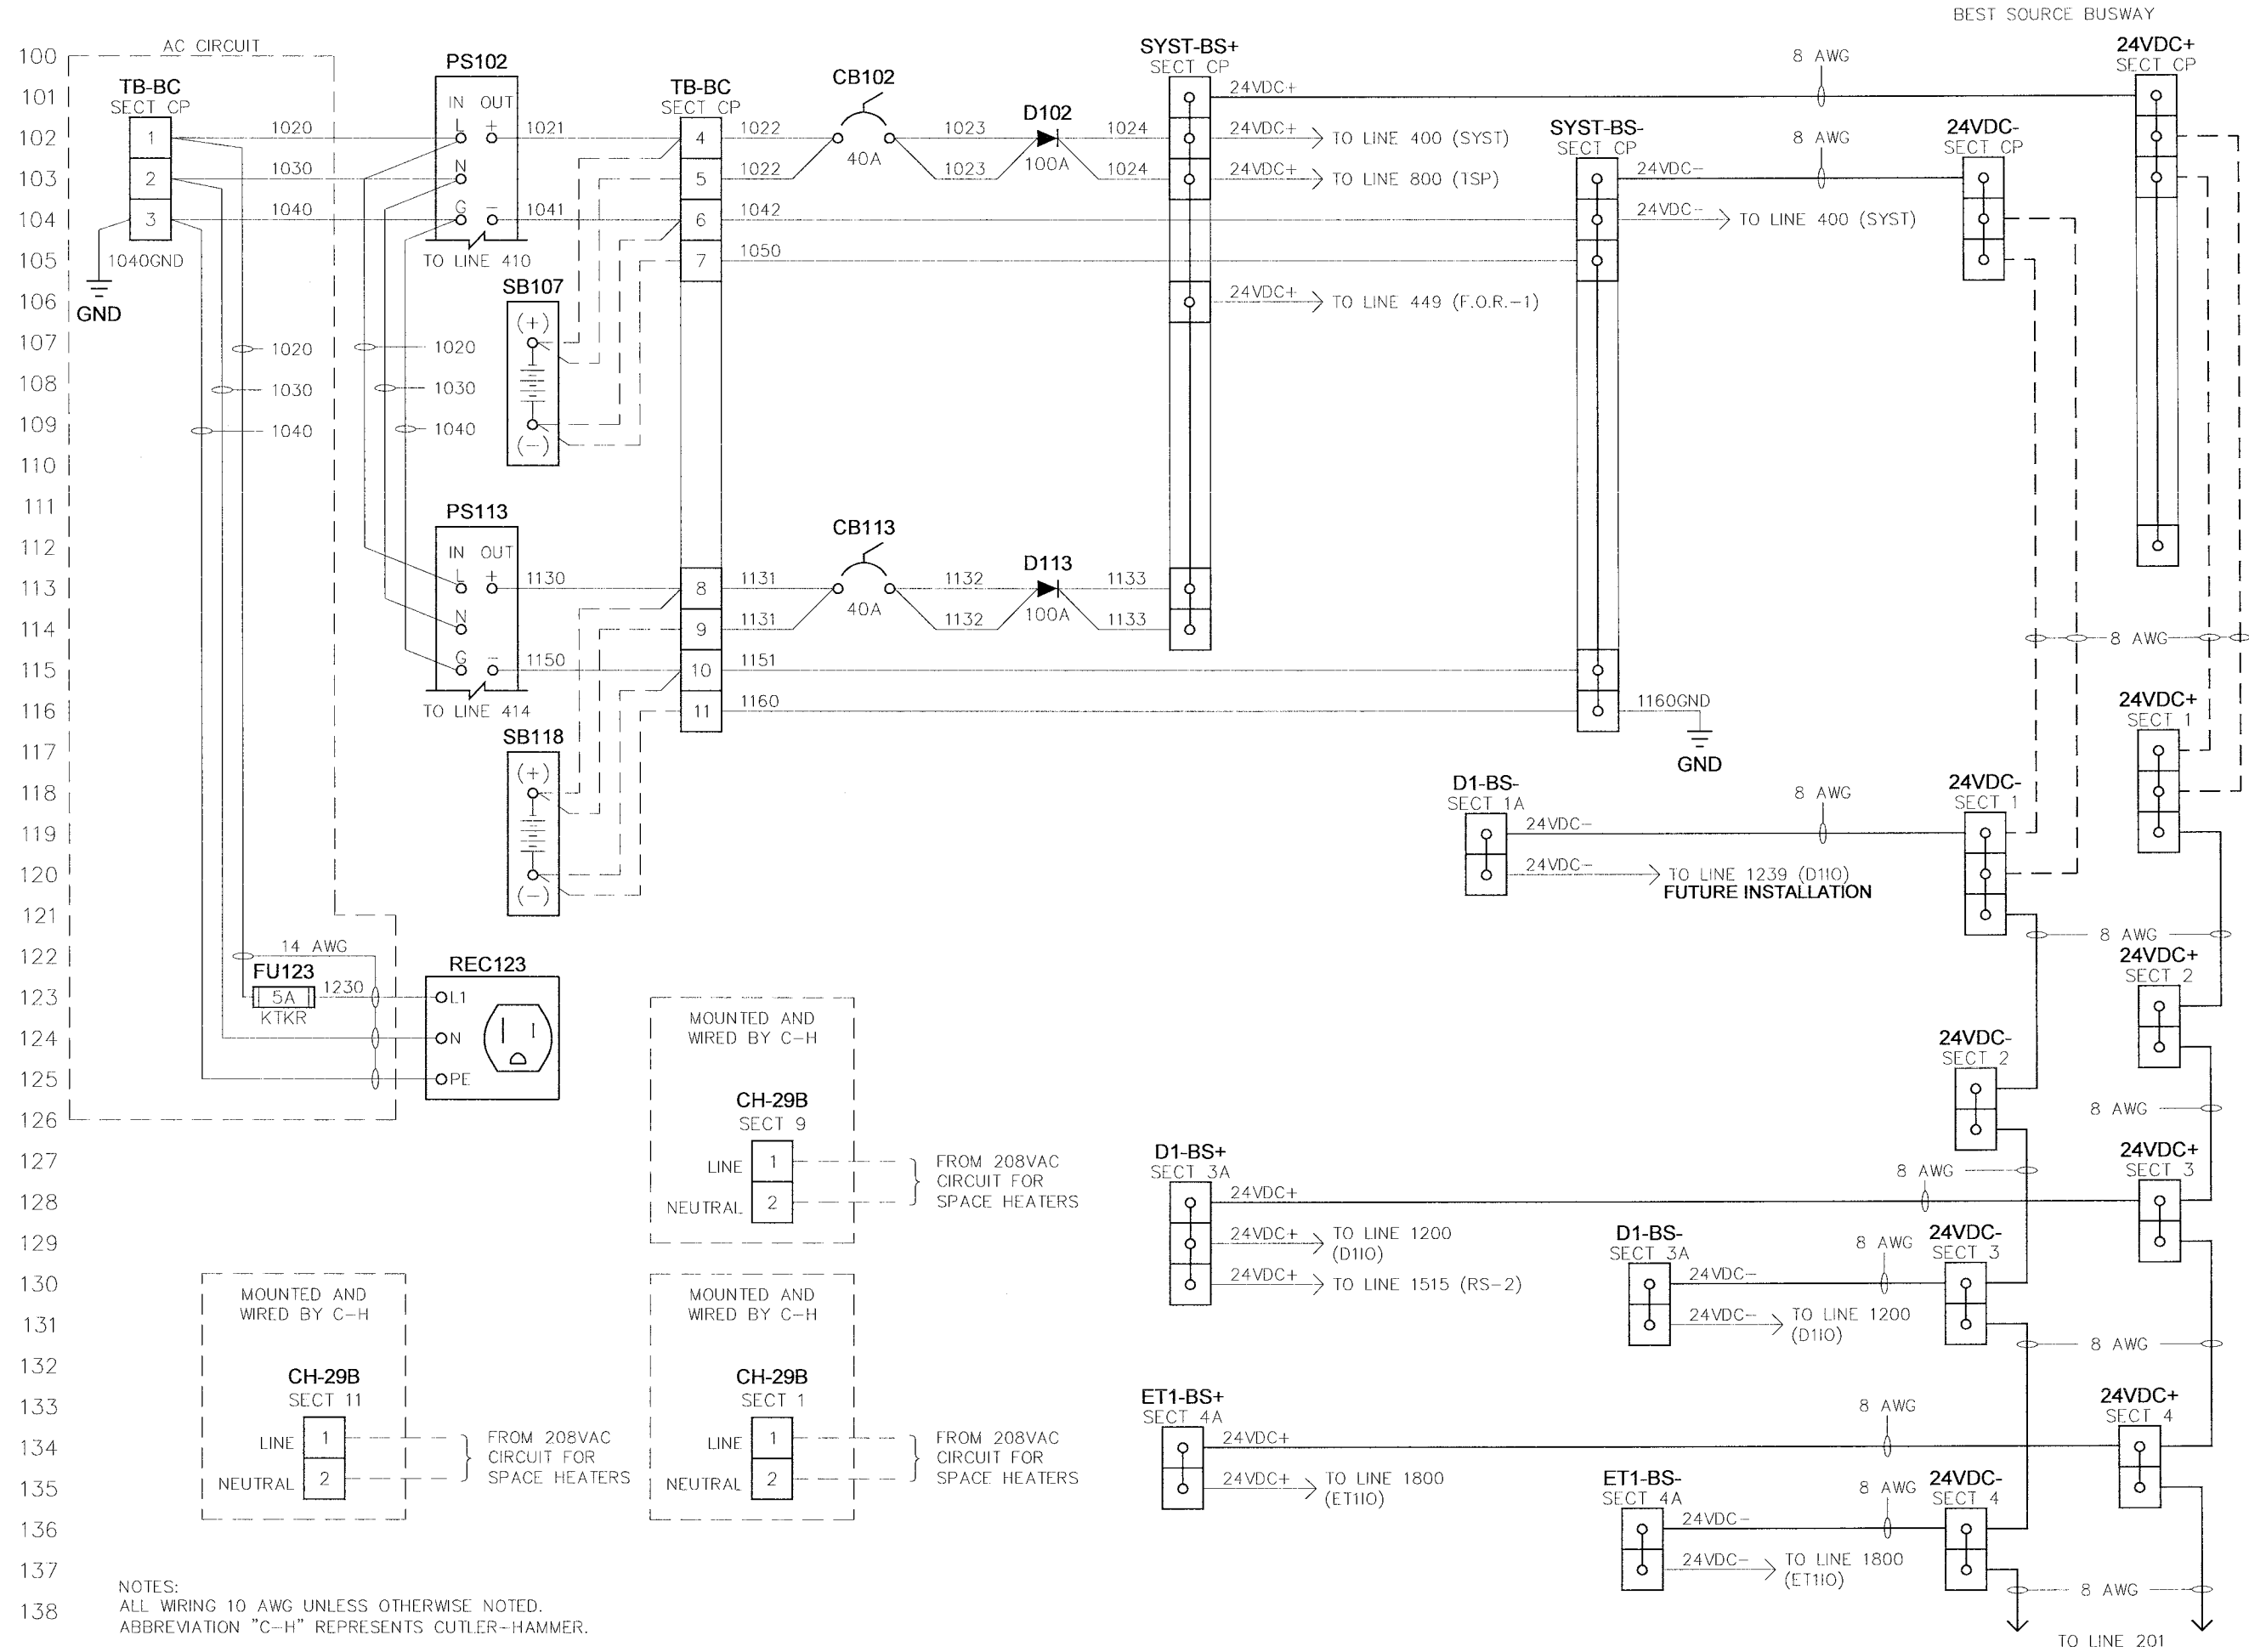 BEST SOURCE BUSWAY
100
AC CIRCUIT
PS102
SYST-BS+
SECT CP
8 AWG
24VDC+
SECT CP
TB-BC
SECT CP
TB-BC
SECT CP
CB102
101
IN OUT
24VDC+
D102
SYST-BS-
SECT CP
8 AWG
24VDC-
SECT CP
102
1
1020
L +
1021
4
1022
40A
1023
100A
1024
24VDC+
TO LINE 400 (SYST)
103
2
1030
N
5
1022
1023
1024
24VDC+
TO LINE 800 (1SP)
24VDC-
104
3
1040
G -
1041
6
1042
24VDC-
TO LINE 400 (SYST)
105
1040GND
TO LINE 410
7
1050
106
GND
SB107
24VDC+
TO LINE 449 (F.O.R.-1)
(+)
107
1020
1020
108
1030
1030
109
1040
1040
(-)
110
111
PS113
CB113
112
IN OUT
D113
113
L +
1130
8
1131
40A
1132
100A
1133
114
N
9
1131
1132
1133
8 AWG
115
G -
1150
10
1151
116
TO LINE 414
11
1160
1160GND
GND
24VDC+
SECT 1
117
SB118
(+)
118
D1-BS-
SECT 1A
8 AWG
24VDC-
SECT 1
119
24VDC-
120
(-)
24VDC-
TO LINE 1239 (D1IO)
FUTURE INSTALLATION
121
122
14 AWG
8 AWG
FU123
REC123
24VDC+
SECT 2
123
5A
KTKR
1230
L1
MOUNTED AND
WIRED BY C-H
124
N
24VDC-
SECT 2
125
PE
126
CH-29B
SECT 9
8 AWG
127
LINE
1
FROM 208VAC
CIRCUIT FOR
SPACE HEATERS
D1-BS+
SECT 3A
8 AWG
24VDC+
SECT 3
128
NEUTRAL
2
24VDC+
129
24VDC+
TO LINE 1200
(D1IO)
D1-BS-
SECT 3A
8 AWG
24VDC-
SECT 3
130
MOUNTED AND
WIRED BY C-H
MOUNTED AND
WIRED BY C-H
24VDC+
TO LINE 1515 (RS-2)
24VDC-
131
24VDC-
TO LINE 1200
(D1IO)
132
8 AWG
CH-29B
SECT 11
CH-29B
SECT 1
133
ET1-BS+
SECT 4A
8 AWG
24VDC+
SECT 4
134
LINE
1
FROM 208VAC
CIRCUIT FOR
SPACE HEATERS
LINE
1
FROM 208VAC
CIRCUIT FOR
SPACE HEATERS
24VDC+
135
NEUTRAL
2
NEUTRAL
2
24VDC+
TO LINE 1800
(ET1IO)
ET1-BS-
SECT 4A
8 AWG
24VDC-
SECT 4
136
24VDC-
137
24VDC-
TO LINE 1800
(ET1IO)
8 AWG
138
NOTES:
ALL WIRING 10 AWG UNLESS OTHERWISE NOTED.
ABBREVIATION "C-H" REPRESENTS CUTLER-HAMMER.
TO LINE 201